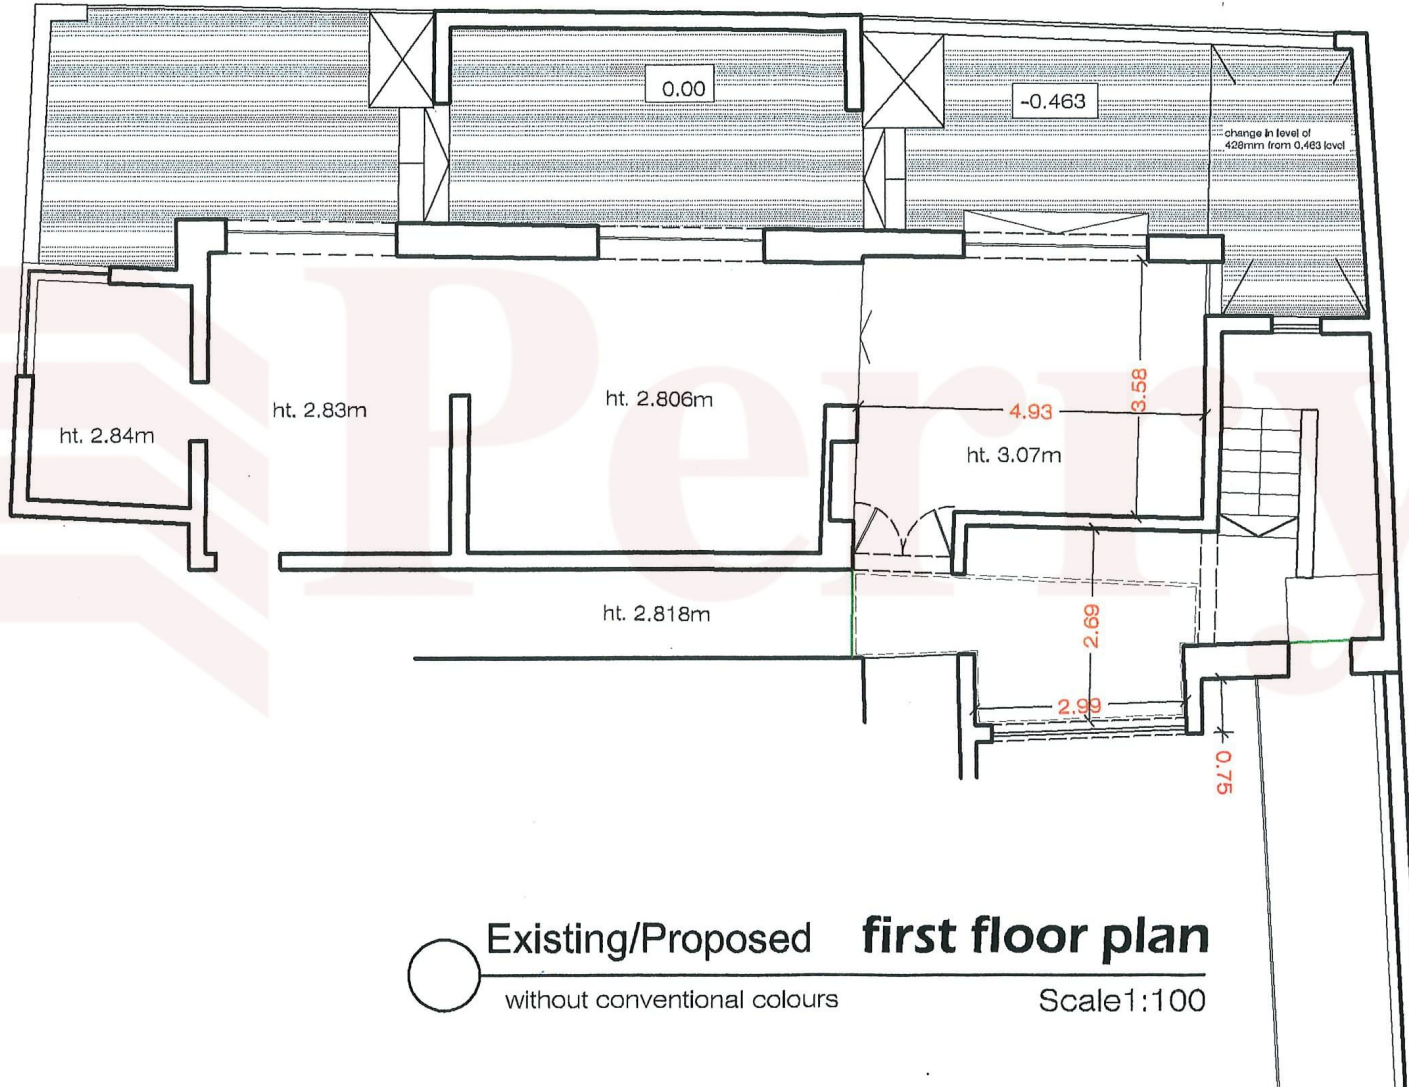 0.00
-0.463
change in level of
428mm from 0.463 level
ht. 2.84m
ht. 2.83m
ht. 2.806m
4.93
3.58
ht. 3.07m
ht. 2.818m
2.69
2.99
0.75
Perry
Existing/Proposed first floor plan
without conventional colours
Scale1:100